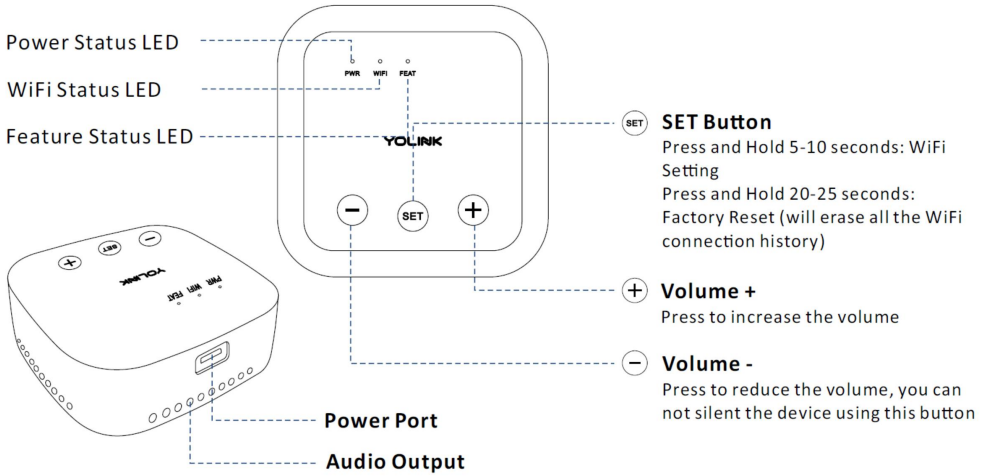 Power Status LED
WiFi Status LED
Feature Status LED
PWR WIFI FEAT
YOLINK
SET
SET
SET Button
Press and Hold 5-10 seconds: WiFi
Setting
Press and Hold 20-25 seconds:
Factory Reset (will erase all the WiFi
connection history)
Volume +
Press to increase the volume
Volume -
Press to reduce the volume, you can
not silent the device using this button
SET
YOLINK
PWR WIFI FEAT
Power Port
Audio Output